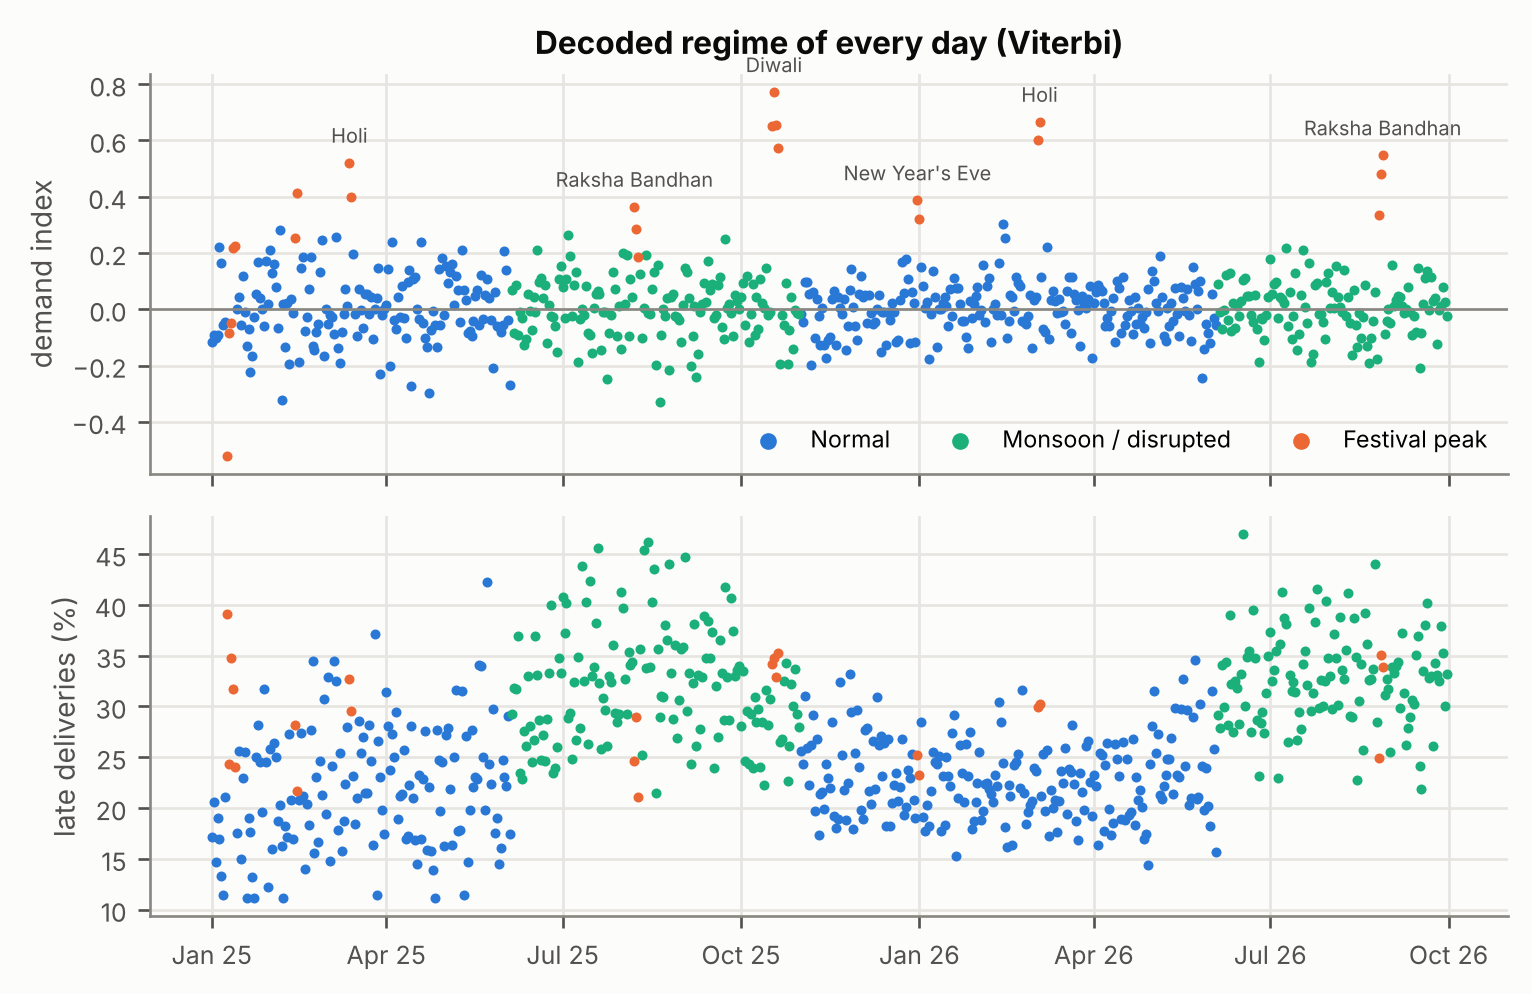 Decoded regime of every day (Viterbi)
Diwali
Holi
Holi
Raksha Bandhan
New Year's Eve
Raksha Bandhan
demand index
0.8
0.6
0.4
0.2
0.0
−0.2
−0.4
Normal
Monsoon / disrupted
Festival peak
late deliveries (%)
45
40
35
30
25
20
15
10
Jan 25
Apr 25
Jul 25
Oct 25
Jan 26
Apr 26
Jul 26
Oct 26